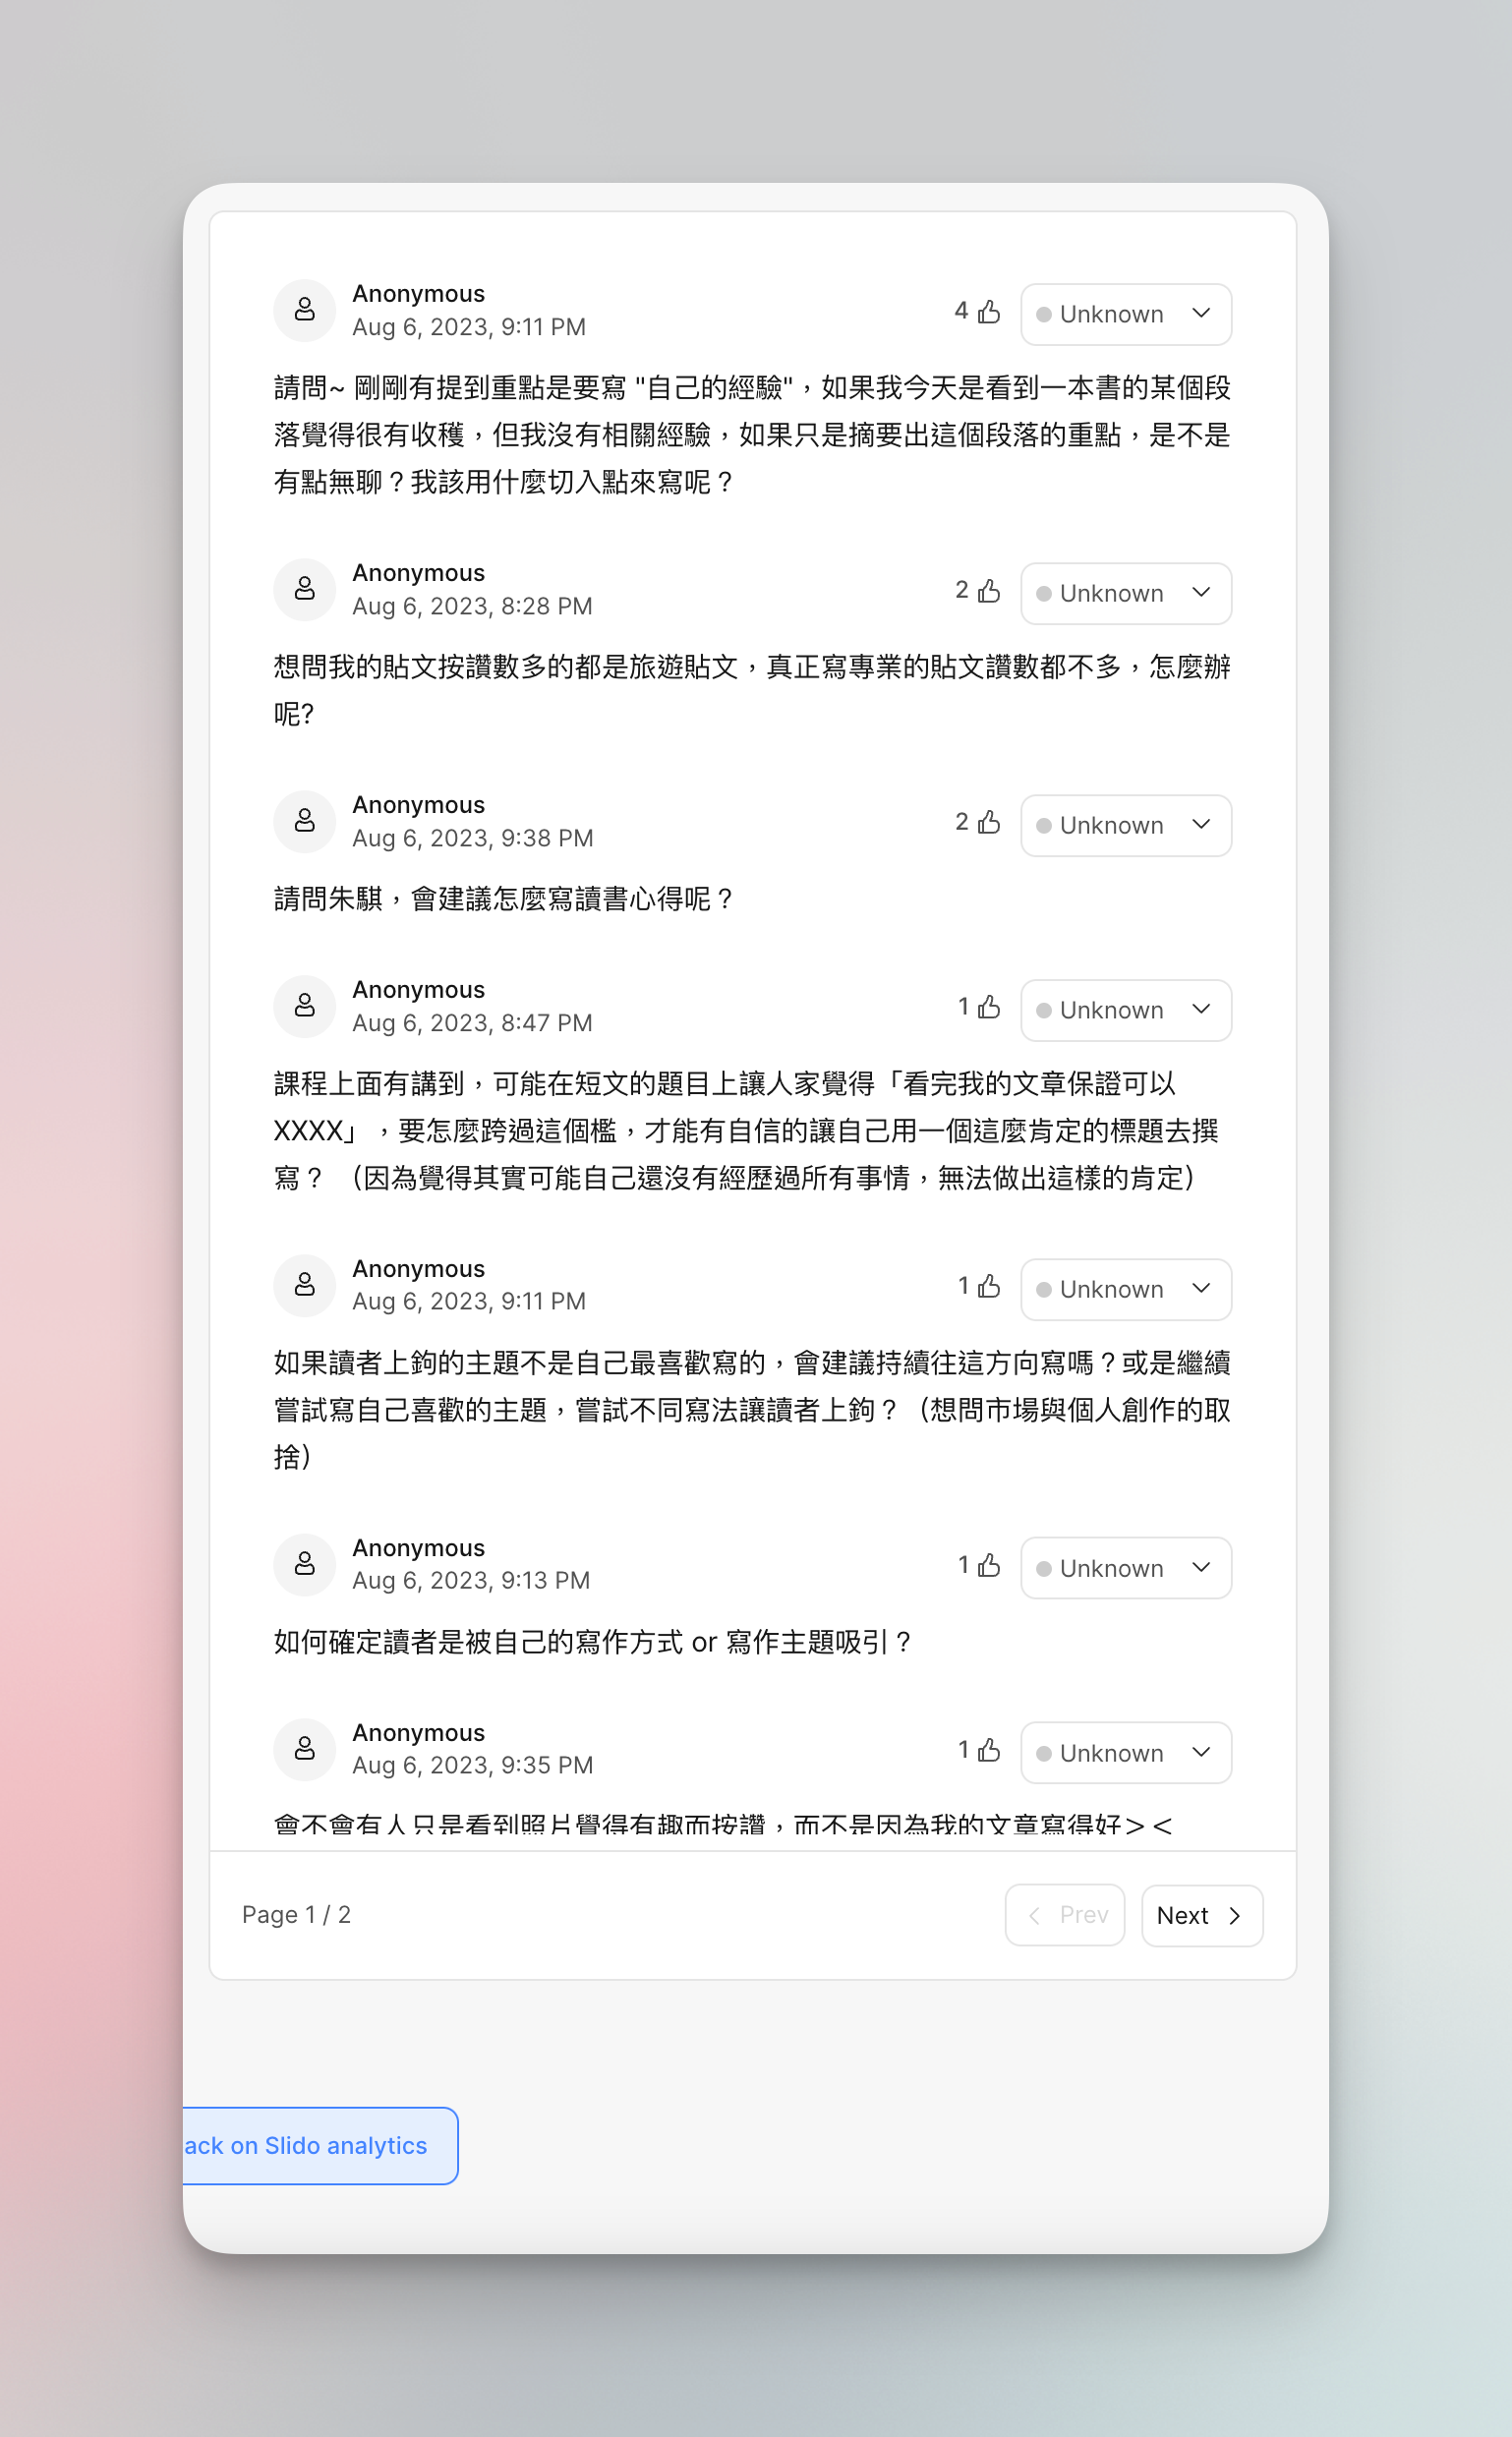 Anonymous
Aug 6, 2023, 9:11 PM
4
Unknown
請問~ 剛剛有提到重點是要寫 "自己的經驗"，如果我今天是看到一本書的某個段
落覺得很有收穫，但我沒有相關經驗，如果只是摘要出這個段落的重點，是不是
有點無聊？我該用什麼切入點來寫呢？
Anonymous
Aug 6, 2023, 8:28 PM
2
Unknown
想問我的貼文按讚數多的都是旅遊貼文，真正寫專業的貼文讚數都不多，怎麼辦
呢?
Anonymous
Aug 6, 2023, 9:38 PM
2
Unknown
請問朱騏，會建議怎麼寫讀書心得呢？
Anonymous
Aug 6, 2023, 8:47 PM
1
Unknown
課程上面有講到，可能在短文的題目上讓人家覺得「看完我的文章保證可以
XXXX」，要怎麼跨過這個檻，才能有自信的讓自己用一個這麼肯定的標題去撰
寫？（因為覺得其實可能自己還沒有經歷過所有事情，無法做出這樣的肯定）
Anonymous
Aug 6, 2023, 9:11 PM
1
Unknown
如果讀者上鉤的主題不是自己最喜歡寫的，會建議持續往這方向寫嗎？或是繼續
嘗試寫自己喜歡的主題，嘗試不同寫法讓讀者上鉤？（想問市場與個人創作的取
捨）
Anonymous
Aug 6, 2023, 9:13 PM
1
Unknown
如何確定讀者是被自己的寫作方式 or 寫作主題吸引？
Anonymous
Aug 6, 2023, 9:35 PM
1
Unknown
會不會有人只是看到照片覺得有趣而按讚，而不是因為我的文章寫得好＞＜
Page 1 / 2
Prev
Next
ack on Slido analytics